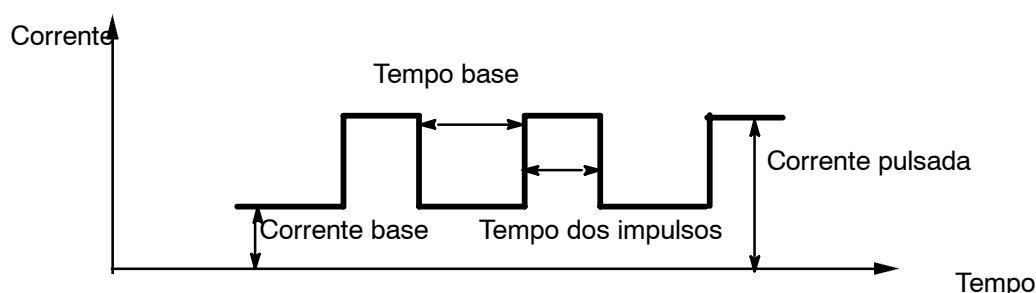 Corrente
Tempo base
Corrente pulsada
Corrente base
Tempo dos impulsos
Tempo